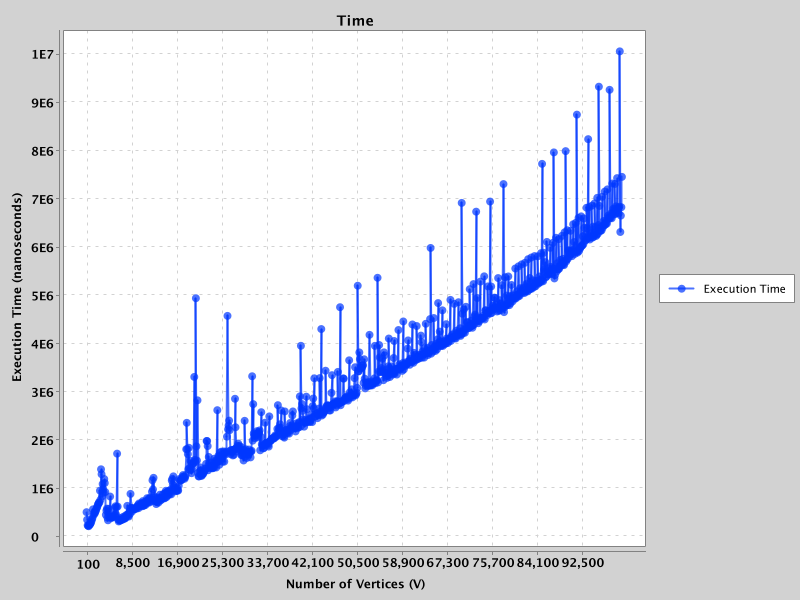 Time
Execution Time (nanoseconds)
1E7
9E6
8E6
7E6
6E6
5E6
4E6
3E6
2E6
1E6
0
100 8,500 16,900 25,300 33,700 42,100 50,500 58,900 67,300 75,700 84,100 92,500
Number of Vertices (V)
Execution Time